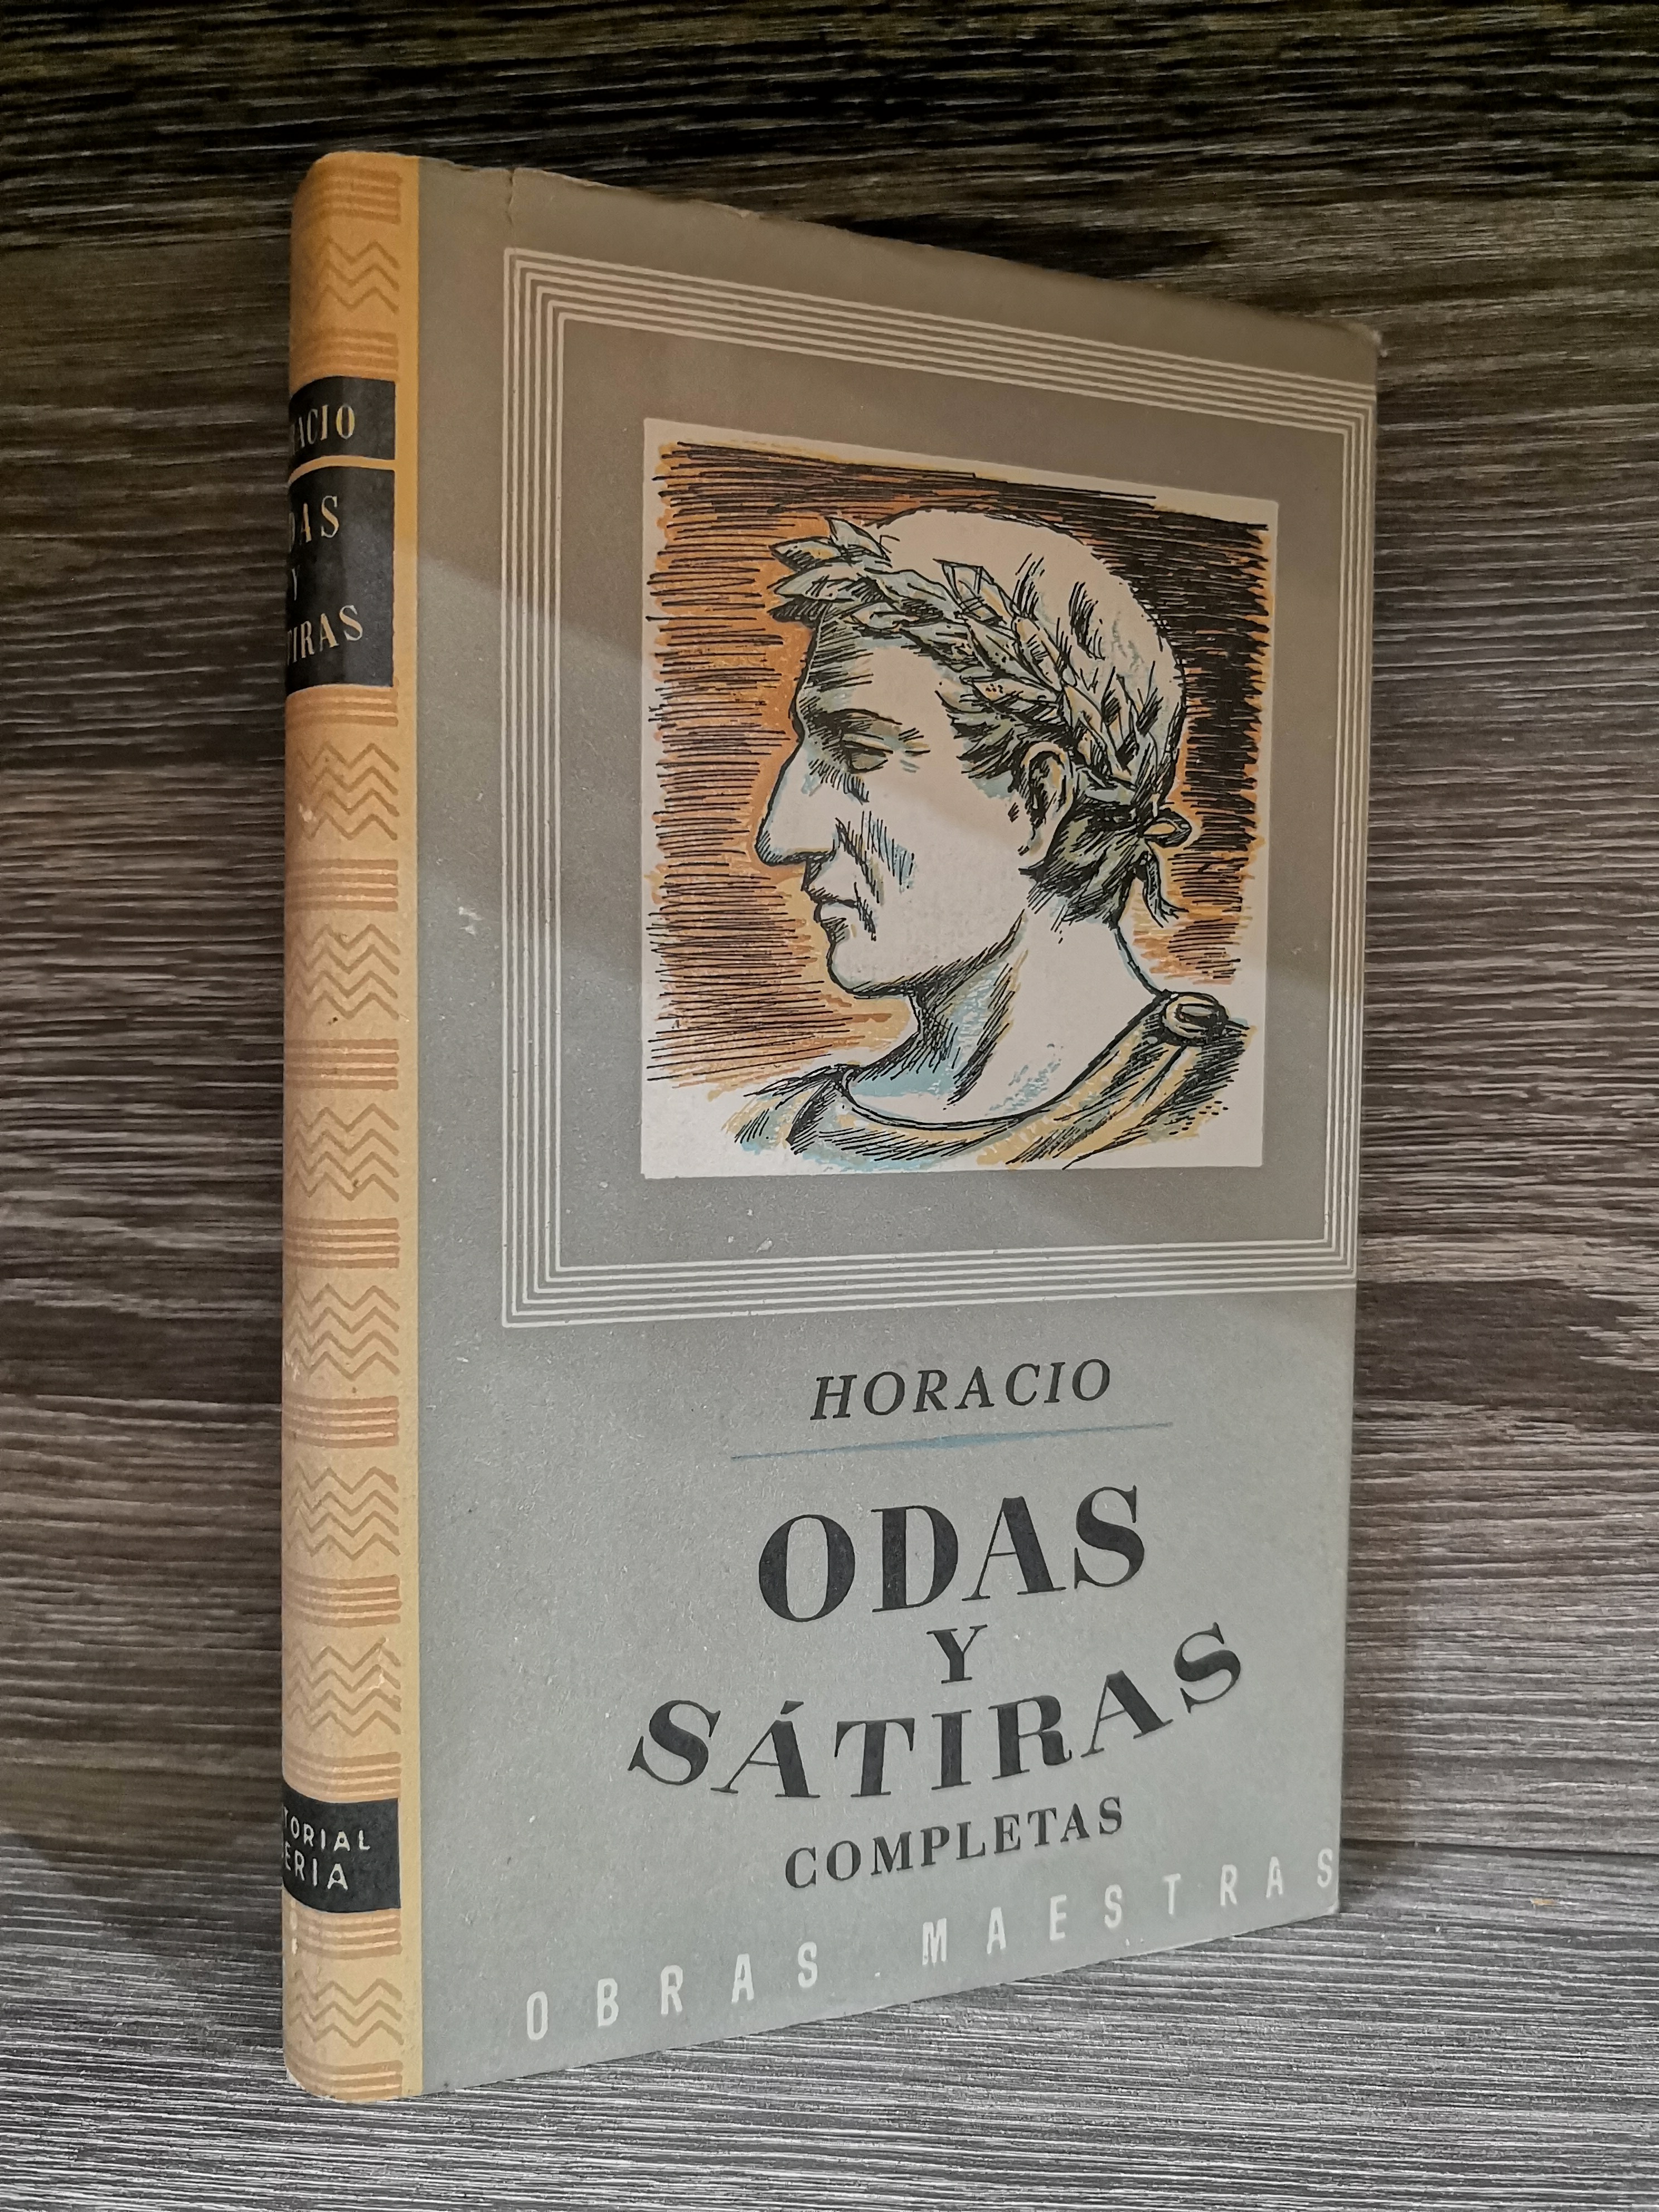 HORACIO
ODAS
Y
SÁTIRAS
COMPLETAS
OBRAS MAESTRAS
Y